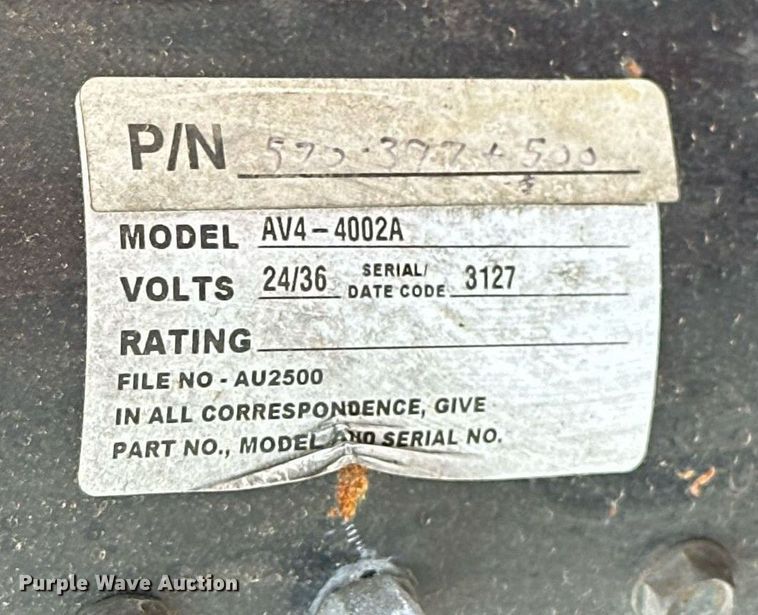 P/N
MODEL AV4-4002A
VOLTS 24/36 SERIAL/ DATE CODE 3127
RATING
FILE NO - AU2500
IN ALL CORRESPONDENCE, GIVE
PART NO., MODEL AND SERIAL NO.
Purple Wave Auction